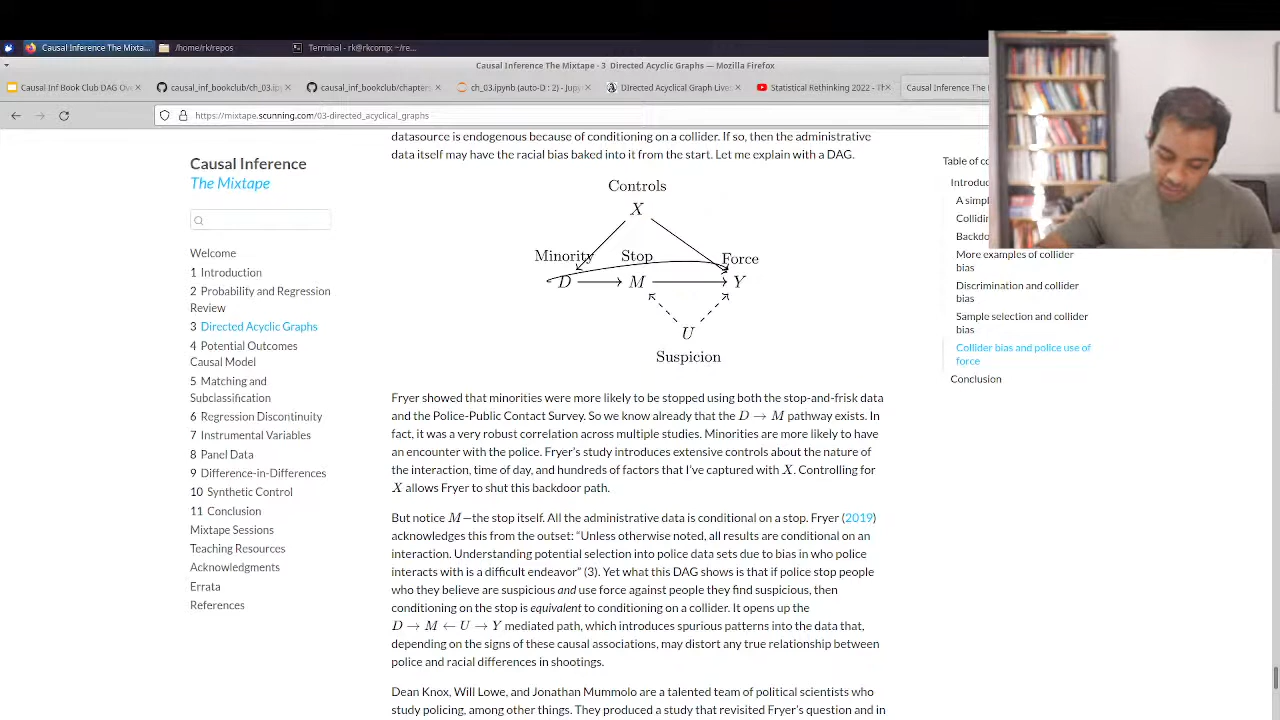 Causal Inference The Mixta...
/home/rk/repos
Terminal - rk@rkcomp: ~/re...
Causal Inference The Mixtape - 3  Directed Acyclic Graphs — Mozilla Firefox
Causal Inf Book Club DAG Ov
causal_inf_bookclub/ch_03.ip
causal_inf_bookclub/chapter
ch_03.ipynb (auto-D : 2) - Jupy
Directed Acyclic Graph Live
Statistical Rethinking 2022 -
Causal Inference The
https://mixtape.scunning.com/03-directed_acyclical_graphs
Causal Inference
The Mixtape
Welcome
1 Introduction
2 Probability and Regression
Review
3 Directed Acyclic Graphs
4 Potential Outcomes
Causal Model
5 Matching and
Subclassification
6 Regression Discontinuity
7 Instrumental Variables
8 Panel Data
9 Difference-in-Differences
10 Synthetic Control
11 Conclusion
Mixtape Sessions
Teaching Resources
Acknowledgments
Errata
References
datasource is endogenous because of conditioning on a collider. If so, then the administrative
data itself may have the racial bias baked into it from the start. Let me explain with a DAG.
Controls
X
Minority Stop Force
D M Y
U
Suspicion
Fryer showed that minorities were more likely to be stopped using both the stop-and-frisk data
and the Police-Public Contact Survey. So we know already that the D → M pathway exists. In
fact, it was a very robust correlation across multiple studies. Minorities are more likely to have
an encounter with the police. Fryer's study introduces extensive controls about the nature of
the interaction, time of day, and hundreds of factors that I've captured with X. Controlling for
X allows Fryer to shut this backdoor path.
But notice M—the stop itself. All the administrative data is conditional on a stop. Fryer (2019)
acknowledges this from the outset: “Unless otherwise noted, all results are conditional on an
interaction. Understanding potential selection into police data sets due to bias in who police
interacts with is a difficult endeavor” (3). Yet what this DAG shows is that if police stop people
who they believe are suspicious and use force against people they find suspicious, then
conditioning on the stop is equivalent to conditioning on a collider. It opens up the
D → M ← U → Y mediated path, which introduces spurious patterns into the data that,
depending on the signs of these causal associations, may distort any true relationship between
police and racial differences in shootings.
Dean Knox, Will Lowe, and Jonathan Mummolo are a talented team of political scientists who
study policing, among other things. They produced a study that revisited Fryer's question and in
Table of co
Introdu
A simpl
Collidin
Backdo
More examples of collider
bias
Discrimination and collider
bias
Sample selection and collider
bias
Collider bias and police use of
force
Conclusion